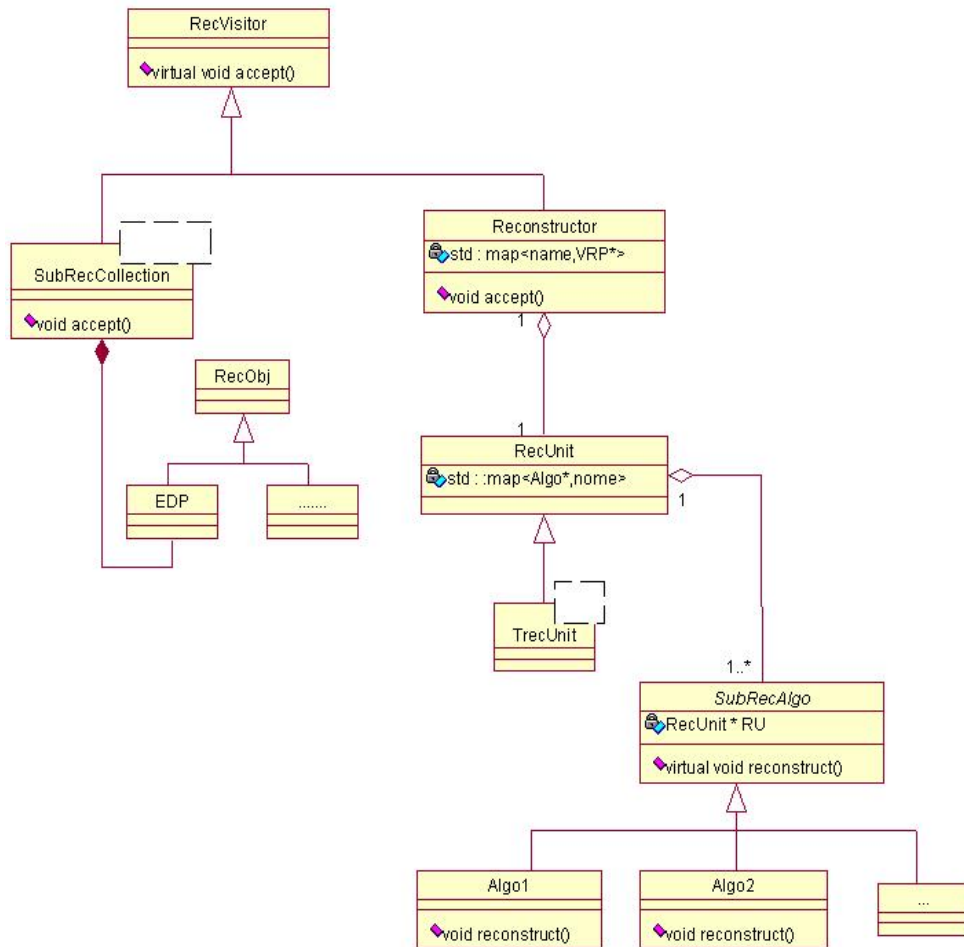 RecVisitor
virtual void accept()
Reconstructor
std : map<name,VRP*>
void accept()
SubRecCollection
void accept()
1
RecObj
EDP
.......
1
RecUnit
std : :map<Algo*,nome>
1
TrecUnit
1..*
SubRecAlgo
RecUnit * RU
virtual void reconstruct()
Algo1
void reconstruct()
Algo2
void reconstruct()
...